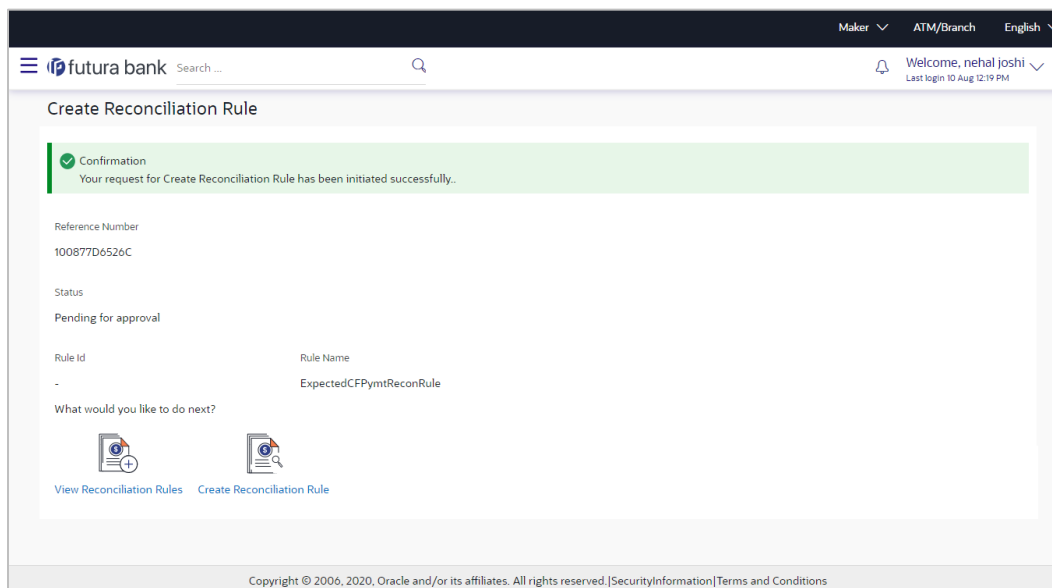 Maker ATM/Branch English
futura bank Search ... Welcome, nehal joshi
Last login 10 Aug 12:19 PM
Create Reconciliation Rule
Confirmation
Your request for Create Reconciliation Rule has been initiated successfully..
Reference Number
100877D6526C
Status
Pending for approval
Rule Id Rule Name
- ExpectedCFPymtReconRule
What would you like to do next?
View Reconciliation Rules Create Reconciliation Rule
Copyright © 2006, 2020, Oracle and/or its affiliates. All rights reserved.|SecurityInformation|Terms and Conditions